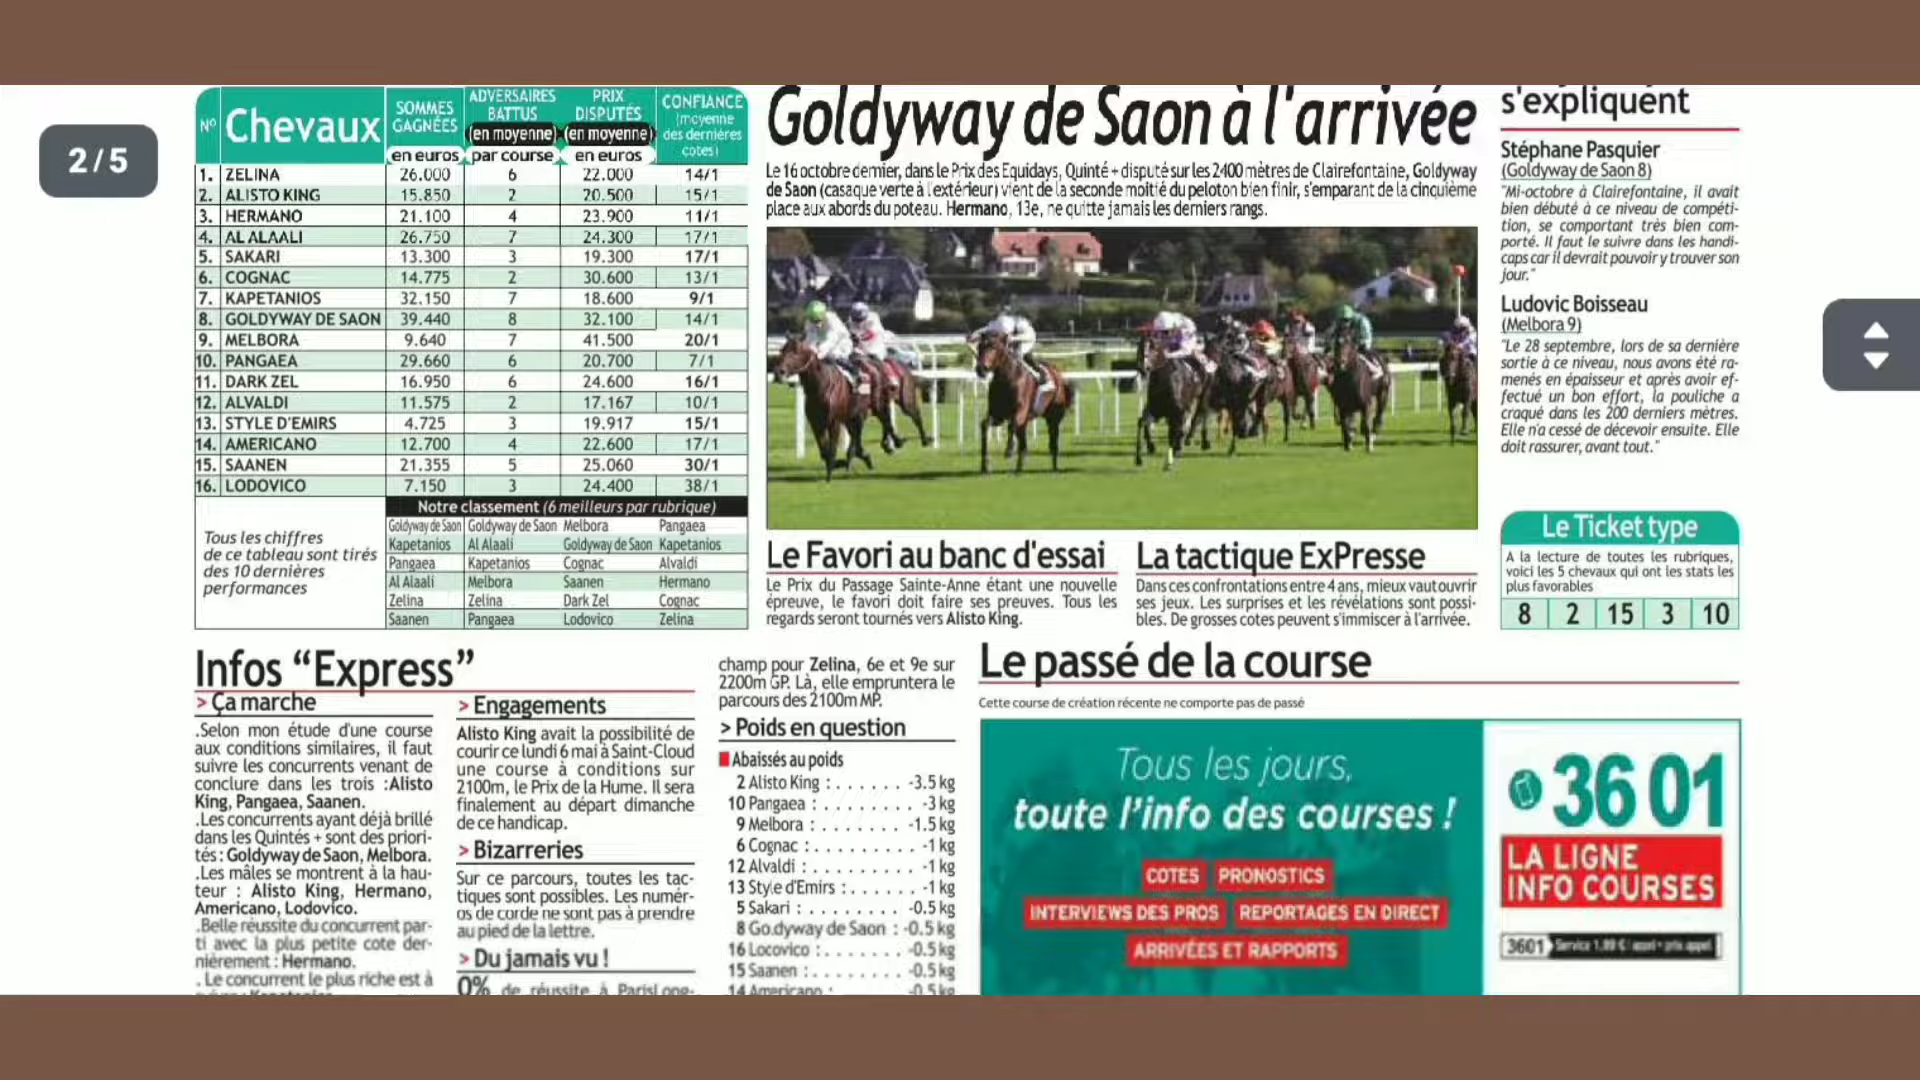 2/5
N° Chevaux SOMMES GAGNÉES en euros ADVERSAIRES BATTUS (en moyenne) par course PRIX DISPUTÉS (en moyenne) en euros CONFIANCE (moyenne des dernières cotes)
1. ZELINA 26.000 6 22.000 14/1
2. ALISTO KING 15.850 2 20.500 15/1
3. HERMANO 21.100 4 23.900 11/1
4. AL ALAALI 26.750 7 24.300 17/1
5. SAKARI 13.300 3 19.300 17/1
6. COGNAC 14.775 2 30.600 13/1
7. KAPETANIOS 32.150 7 18.600 9/1
8. GOLDYWAY DE SAON 39.440 8 32.100 14/1
9. MELBORA 9.640 7 41.500 20/1
10. PANGAEA 29.660 6 20.700 7/1
11. DARK ZEL 16.950 6 24.600 16/1
12. ALVALDI 11.575 2 17.167 10/1
13. STYLE D'EMIRS 4.725 3 19.917 15/1
14. AMERICANO 12.700 4 22.600 17/1
15. SAANEN 21.355 5 25.060 30/1
16. LODOVICO 7.150 3 24.400 38/1
Tous les chiffres
de ce tableau sont tirés
des 10 dernières
performances
Notre classement (6 meilleurs par rubrique)
Goldyway de Saon Goldyway de Saon Melbora Pangaea
Kapetanios Al Alaali Goldyway de Saon Kapetanios
Pangaea Kapetanios Cognac Alvaldi
Al Alaali Melbora Saanen Hermano
Zelina Zelina Dark Zel Cognac
Saanen Pangaea Lodovico Zelina
Goldyway de Saon à l'arrivée
Le 16 octobre dernier, dans le Prix des Equidays, Quinté + disputé sur les 2400 mètres de Clairefontaine, Goldyway
de Saon (casaque verte à l'extérieur) vient de la seconde moitié du peloton bien finir, s'emparant de la cinquième
place aux abords du poteau. Hermano, 13e, ne quitte jamais les derniers rangs.
Le Favori au banc d'essai
Le Prix du Passage Sainte-Anne étant une nouvelle
épreuve, le favori doit faire ses preuves. Tous les
regards seront tournés vers Alisto King.
La tactique ExPresse
Dans ces confrontations entre 4 ans, mieux vaut ouvrir
ses jeux. Les surprises et les révélations sont possi-
bles. De grosses cotes peuvent s'immiscer à l'arrivée.
s'expliquent
Stéphane Pasquier
(Goldyway de Saon 8)
"Mi-octobre à Clairefontaine, il avait
bien débuté à ce niveau de compéti-
tion, se comportant très bien com-
porté. Il faut le suivre dans les handi-
caps car il devrait pouvoir y trouver son
jour."
Ludovic Boisseau
(Melbora 9)
"Le 28 septembre, lors de sa dernière
sortie à ce niveau, nous avons été ra-
menés en épaisseur et après avoir ef-
fectué un bon effort, la pouliche a
craqué dans les 200 derniers mètres.
Elle n'a cessé de décevoir ensuite. Elle
doit rassurer, avant tout."
Le Ticket type
A la lecture de toutes les rubriques,
voici les 5 chevaux qui ont les stats les
plus favorables
8 2 15 3 10
Infos "Express"
> Ça marche
.Selon mon étude d'une course
aux conditions similaires, il faut
suivre les concurrents venant de
conclure dans les trois :Alisto
King, Pangaea, Saanen.
.Les concurrents ayant déjà brillé
dans les Quintés + sont des priori-
tés : Goldyway de Saon, Melbora.
.Les mâles se montrent à la hau-
teur : Alisto King, Hermano,
Americano, Lodovico.
.Belle réussite du concurrent par-
ti avec la plus petite cote der-
nièrement : Hermano.
. Le concurrent le plus riche est à
> Engagements
Alisto King avait la possibilité de
courir ce lundi 6 mai à Saint-Cloud
une course à conditions sur
2100m, le Prix de la Hume. Il sera
finalement au départ dimanche
de ce handicap.
> Bizarreries
Sur ce parcours, toutes les tac-
tiques sont possibles. Les numér-
os de corde ne sont pas à prendre
au pied de la lettre.
> Du jamais vu !
0% de réussite à ParisLong-
champ pour Zelina, 6e et 9e sur
2200m GP. Là, elle empruntera le
parcours des 2100m MP.
> Poids en question
Abaissés au poids
2 Alisto King : . . . . . . -3.5 kg
10 Pangaea : . . . . . . . . -3 kg
9 Melbora : . . . . . . . . -1.5 kg
6 Cognac : . . . . . . . . . -1 kg
12 Alvaldi : . . . . . . . . . -1 kg
13 Style d'Emirs : . . . . . . -1 kg
5 Sakari : . . . . . . . . -0.5 kg
8 Goldyway de Saon : -0.5 kg
16 Locovico : . . . . . . . -0.5 kg
15 Saanen : . . . . . . . . -0.5 kg
14 Americano : -0.5 kg
Le passé de la course
Cette course de création récente ne comporte pas de passé
Tous les jours,
toute l'info des courses !
COTES PRONOSTICS
INTERVIEWS DES PROS REPORTAGES EN DIRECT
ARRIVÉES ET RAPPORTS
36 01
LA LIGNE
INFO COURSES
3601